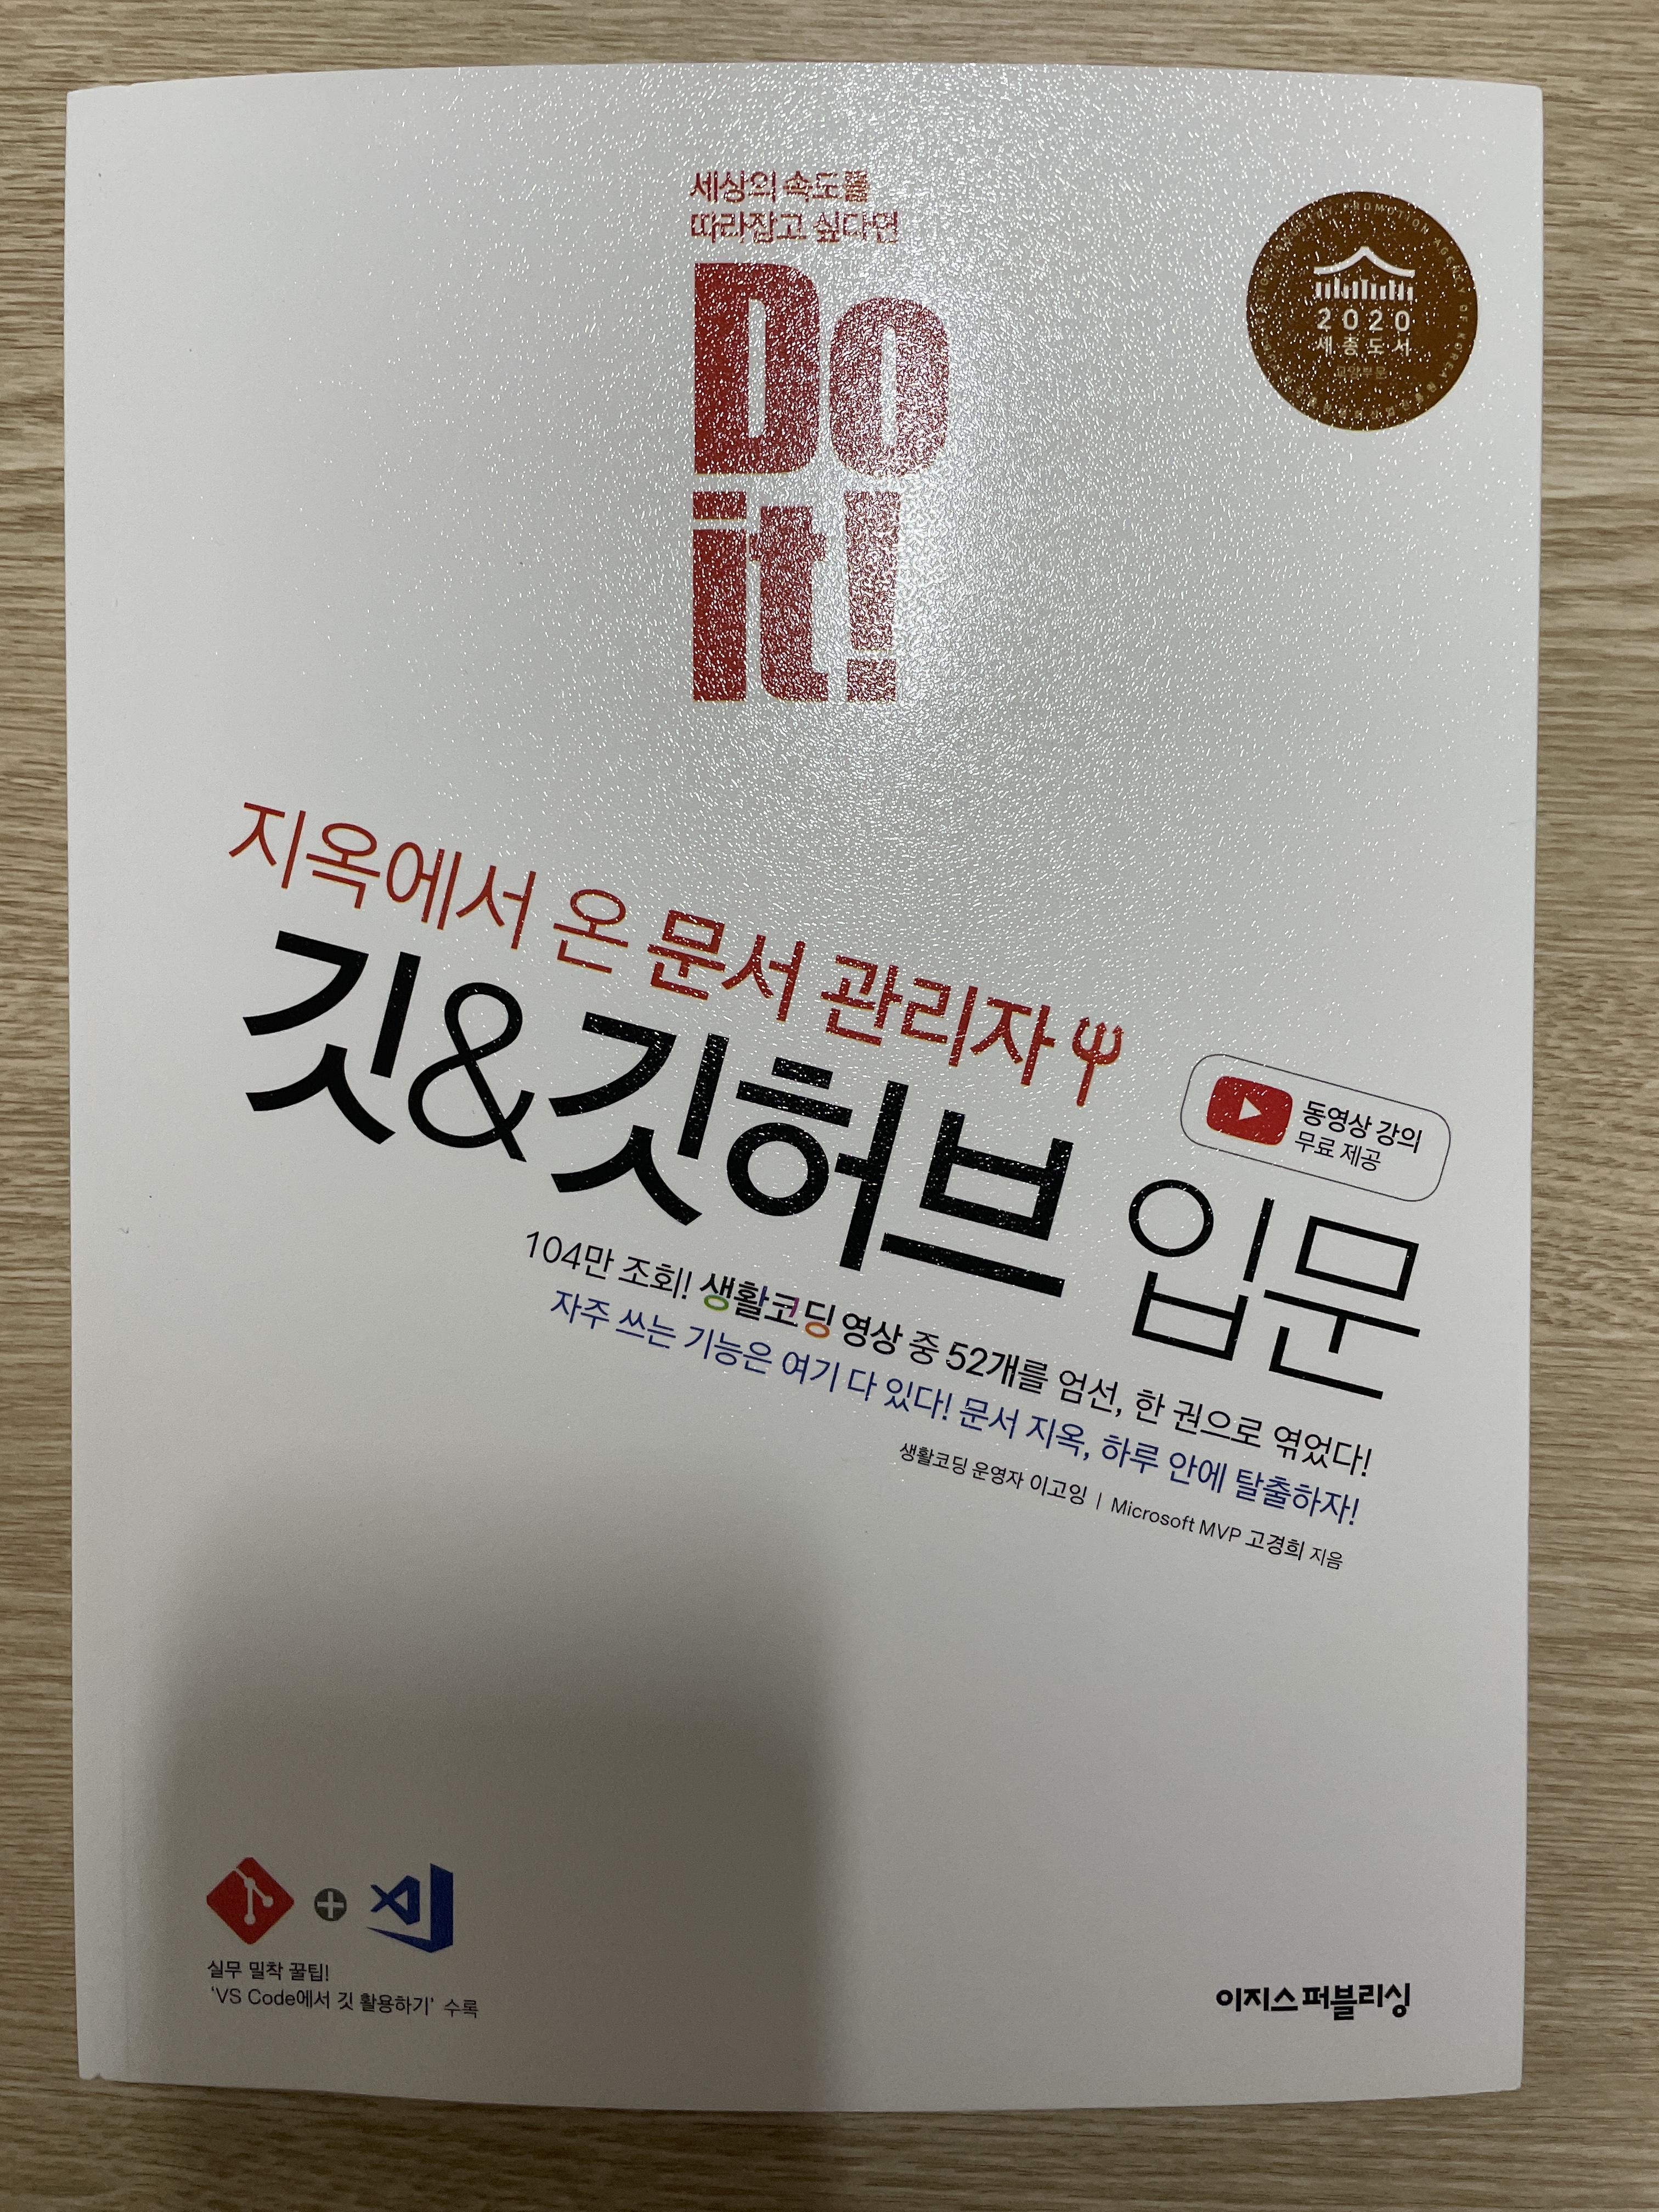 세상의 속도를
따라잡고 싶다면
Do
it!
2020
세종도서
교양부문
지옥에서 온 문서 관리자
깃&깃허브 입문
동영상 강의
무료 제공
104만 조회! 생활코딩 영상 중 52개를 엄선, 한 권으로 엮었다!
자주 쓰는 기능은 여기 다 있다! 문서 지옥, 하루 안에 탈출하자!
생활코딩 운영자 이고잉 | Microsoft MVP 고경희 지음
실무 밀착 꿀팁!
'VS Code에서 깃 활용하기' 수록
이지스퍼블리싱